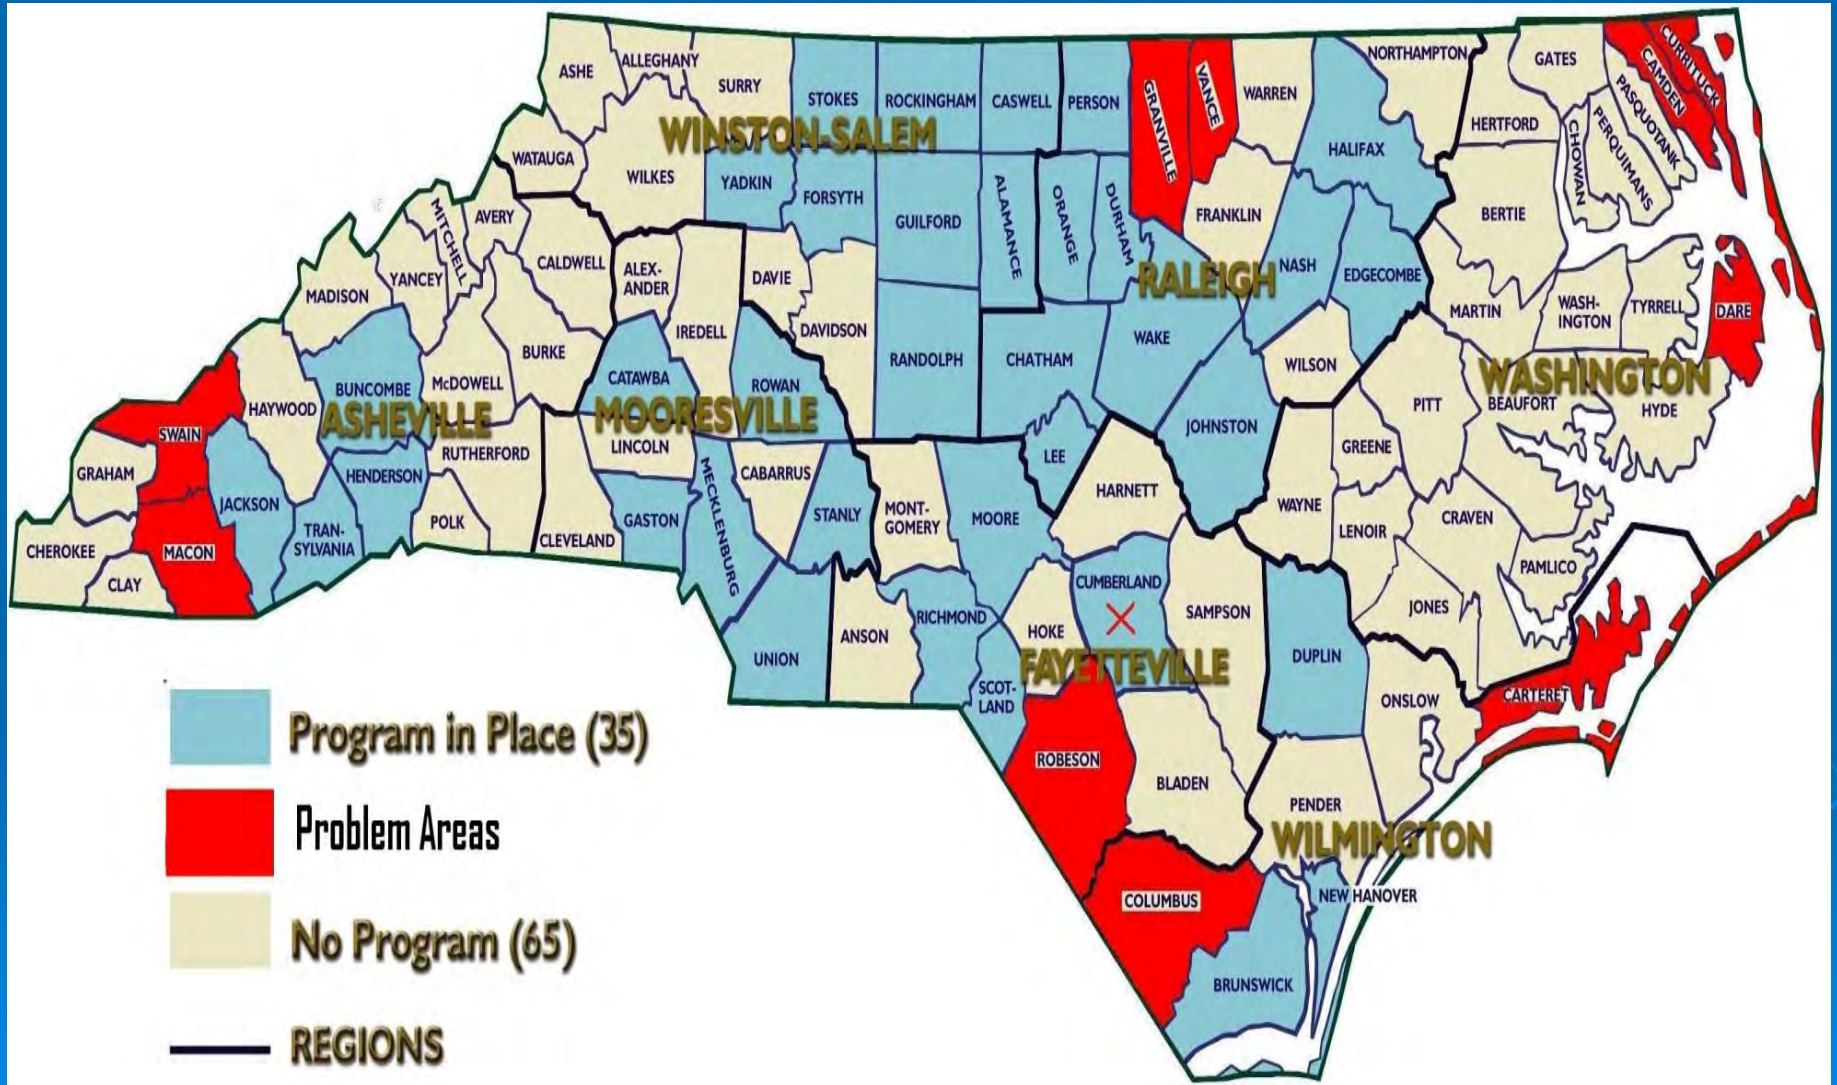 ASHE
ALLEGHANY
SURRY
STOKES
ROCKINGHAM
CASWELL
PERSON
GRANVILLE
VANCE
WARREN
NORTHAMPTON
GATES
CURRITUCK
CAMDEN
PASQUOTANK
PERQUIMANS
CHOWAN
HERTFORD
HALIFAX
WINSTON-SALEM
WATAUGA
WILKES
YADKIN
FORSYTH
GUILFORD
ALAMANCE
ORANGE
DURHAM
FRANKLIN
BERTIE
MITCHELL
AVERY
CALDWELL
ALEX-
ANDER
DAVIE
RALEIGH
NASH
EDGECOMBE
MADISON
YANCEY
IREDELL
DAVIDSON
RANDOLPH
CHATHAM
WAKE
MARTIN
WASH-
INGTON
TYRRELL
DARE
BUNCOMBE
McDOWELL
BURKE
CATAWBA
ROWAN
WILSON
WASHINGTON
HAYWOOD
ASHEVILLE
MOORESVILLE
PITT
BEAUFORT
HYDE
SWAIN
RUTHERFORD
LINCOLN
LEE
JOHNSTON
GREENE
GRAHAM
JACKSON
HENDERSON
MECKLENBURG
CABARRUS
HARNETT
WAYNE
TRAN-
SYLVANIA
POLK
CLEVELAND
GASTON
STANLY
MONT-
GOMERY
MOORE
LENOIR
CRAVEN
CHEROKEE
MACON
CLAY
CUMBERLAND
PAMLICO
UNION
ANSON
RICHMOND
HOKE
SAMPSON
JONES
FAYETTEVILLE
DUPLIN
SCOT-
LAND
ONSLOW
CARTERET
ROBESON
BLADEN
PENDER
WILMINGTON
COLUMBUS
NEW HANOVER
BRUNSWICK
Program in Place (35)
Problem Areas
No Program (65)
REGIONS